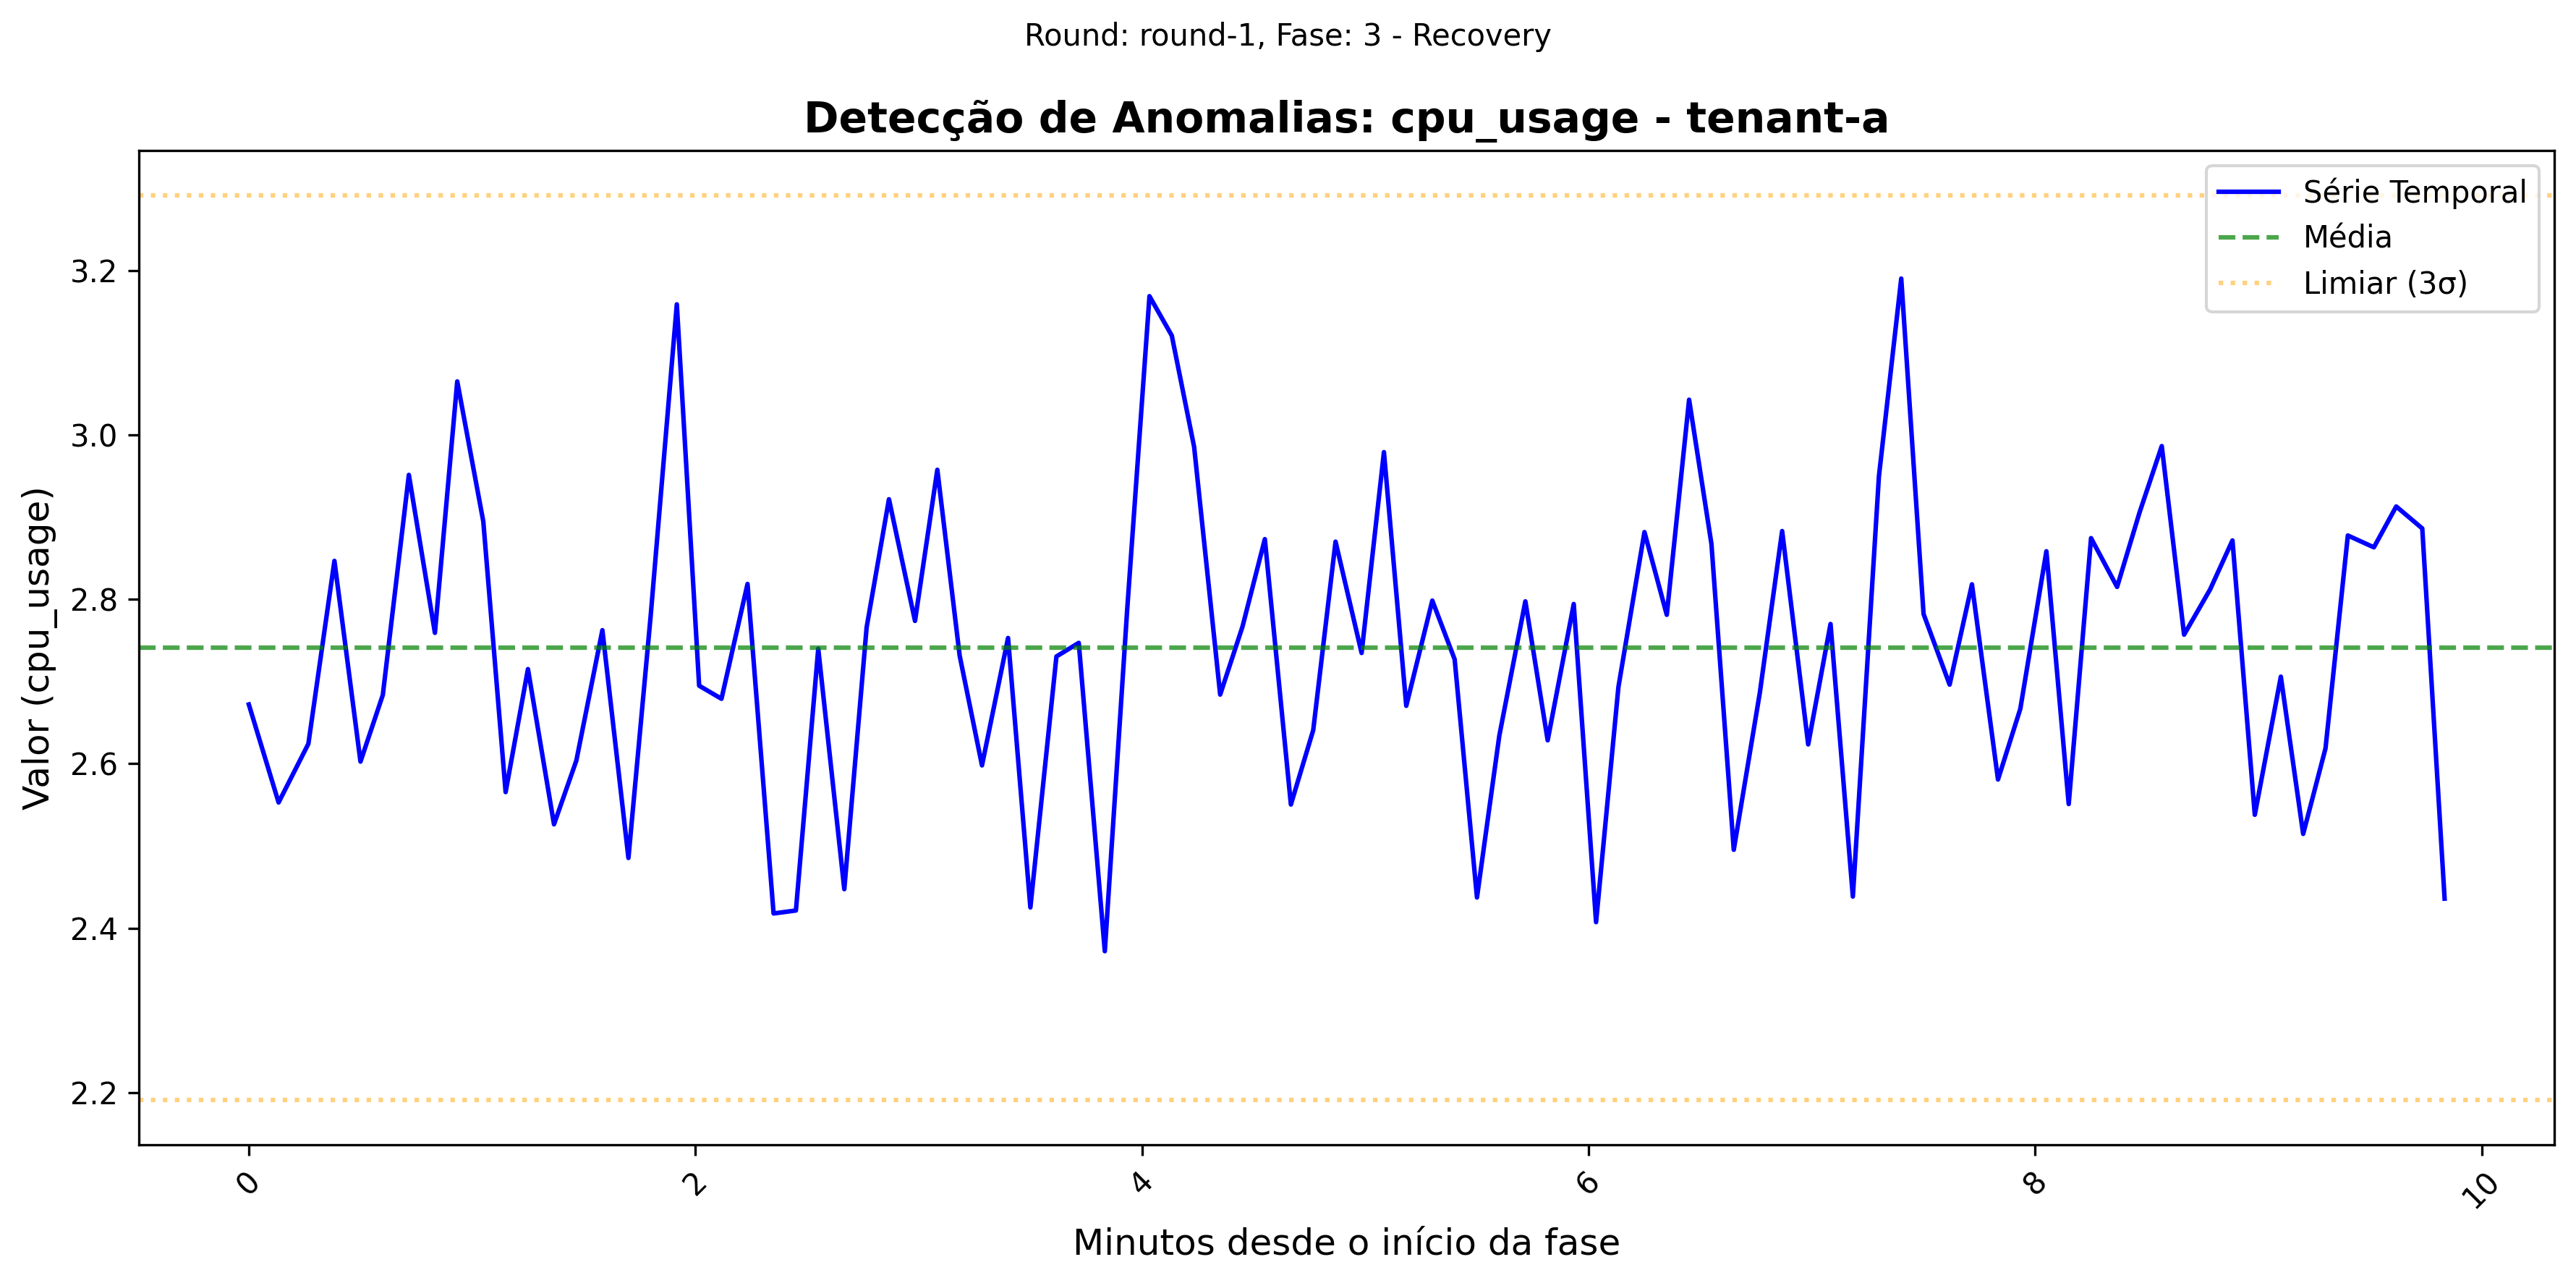 Round: round-1, Fase: 3 - Recovery
Detecção de Anomalias: cpu_usage - tenant-a
Série Temporal
Média
Limiar (3σ)
Valor (cpu_usage)
3.2
3.0
2.8
2.6
2.4
2.2
0
2
4
6
8
10
Minutos desde o início da fase